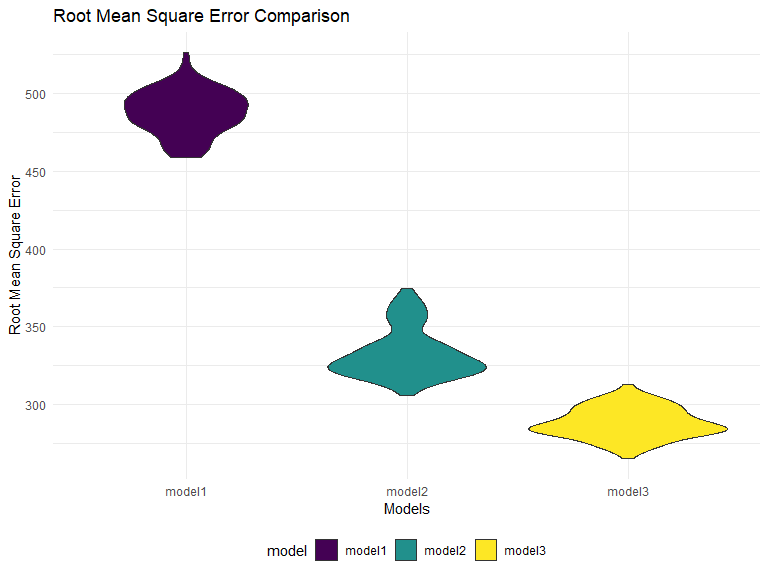 Root Mean Square Error Comparison
Root Mean Square Error
500
450
400
350
300
model1 model2 model3
Models
model model1 model2 model3